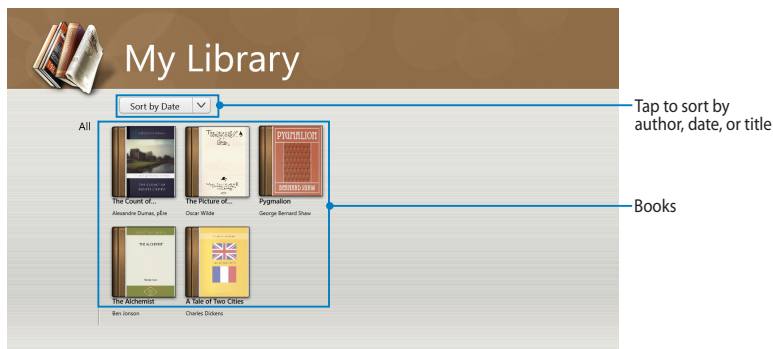 My Library
Sort by Date
Tap to sort by
author, date, or title
All
PYGMALION
BERNARD SHAW
The Count of...
The Picture of...
Pygmalion
Alexandre Dumas, pÈre
Oscar Wilde
George Bernard Shaw
Books
THE ALCHEMIST
The Alchemist
A Tale of Two Cities
Ben Jonson
Charles Dickens